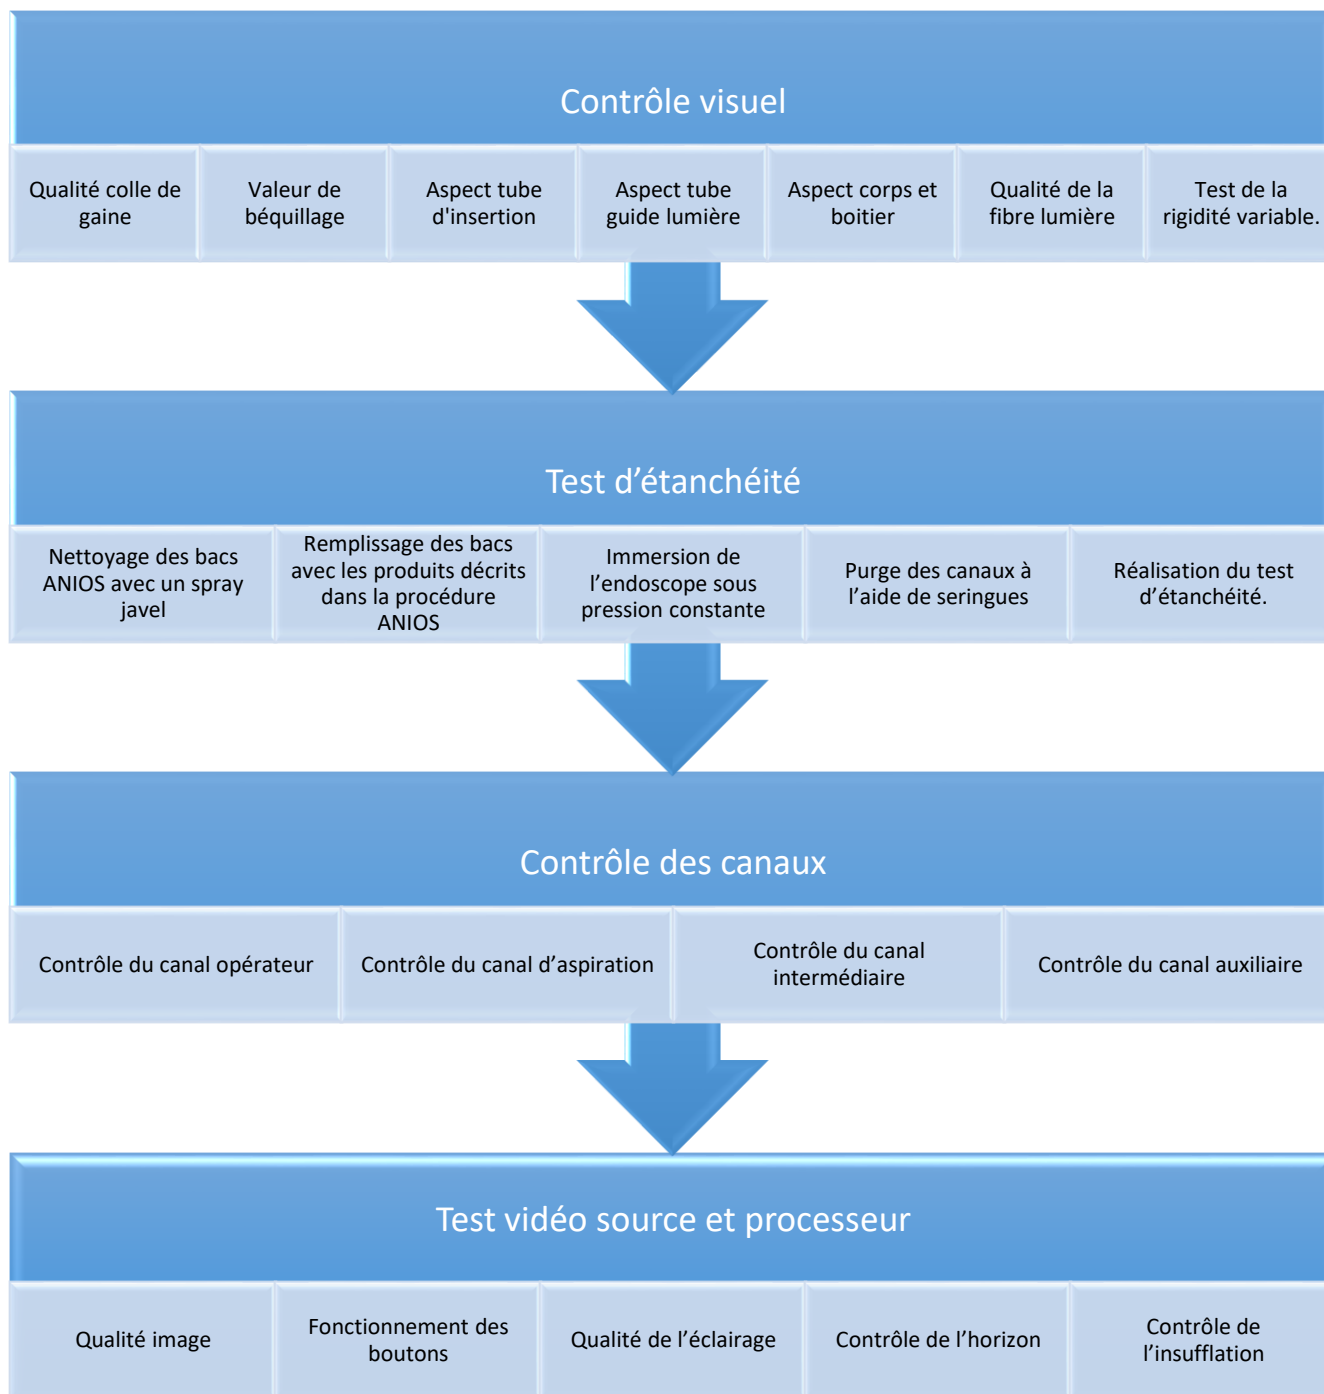 Contrôle visuel
Qualité colle de
gaine
Valeur de
béquillage
Aspect tube
d'insertion
Aspect tube
guide lumière
Aspect corps et
boitier
Qualité de la
fibre lumière
Test de la
rigidité variable.
Test d’étanchéité
Nettoyage des bacs
ANIOS avec un spray
javel
Remplissage des bacs
avec les produits décrits
dans la procédure
ANIOS
Immersion de
l’endoscope sous
pression constante
Purge des canaux à
l’aide de seringues
Réalisation du test
d’étanchéité.
Contrôle des canaux
Contrôle du canal opérateur
Contrôle du canal d’aspiration
Contrôle du canal
intermédiaire
Contrôle du canal auxiliaire
Test vidéo source et processeur
Qualité image
Fonctionnement des
boutons
Qualité de l’éclairage
Contrôle de l’horizon
Contrôle de
l’insufflation